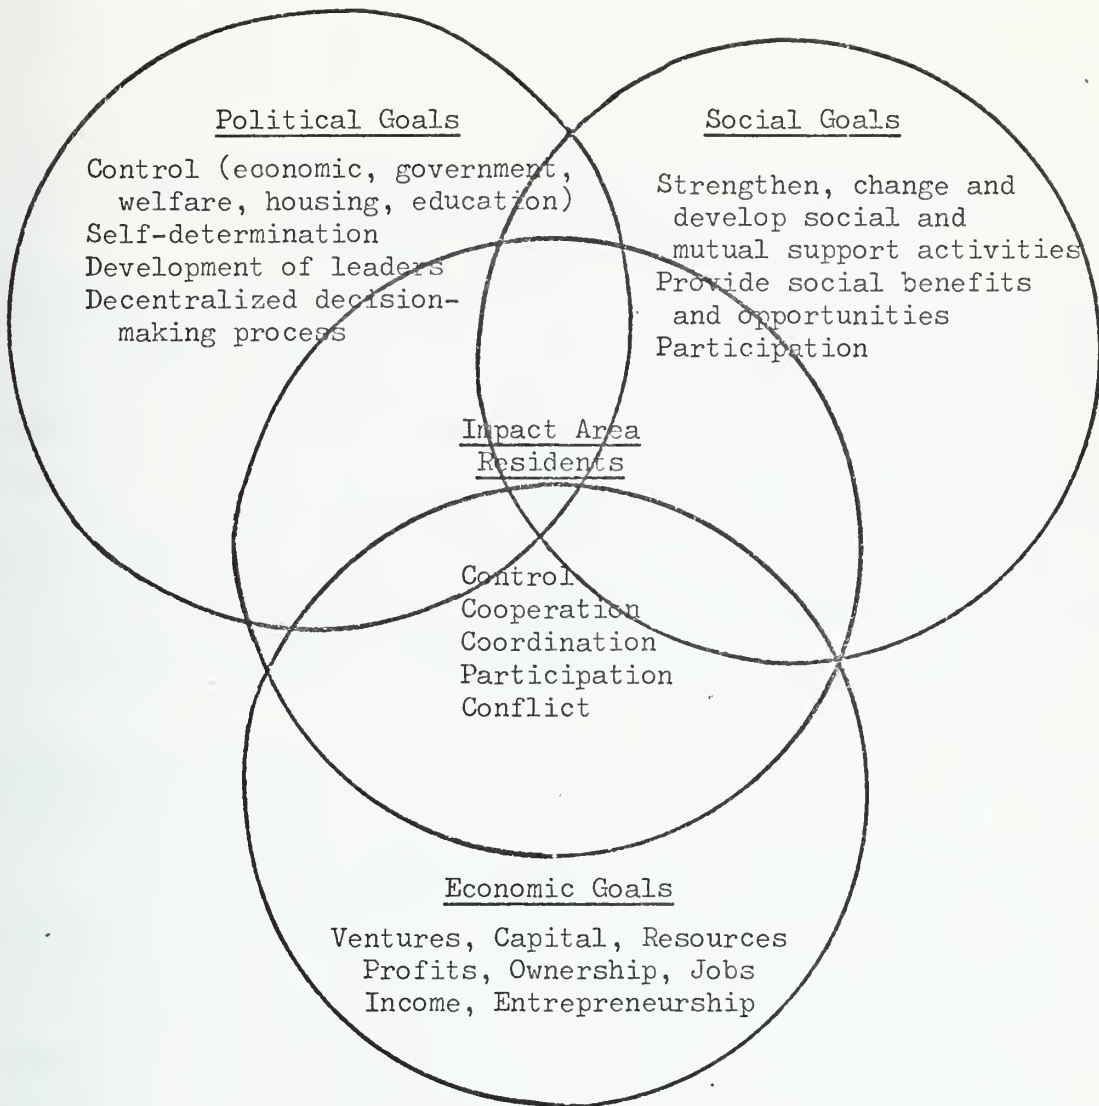 Political Goals
Control (economic, government,
welfare, housing, education)
Self-determination
Development of leaders
Decentralized decision-
making process
Social Goals
Strengthen, change and
develop social and
mutual support activities
Provide social benefits
and opportunities
Participation
Impact Area
Residents
Control
Cooperation
Coordination
Participation
Conflict
Economic Goals
Ventures, Capital, Resources
Profits, Ownership, Jobs
Income, Entrepreneurship